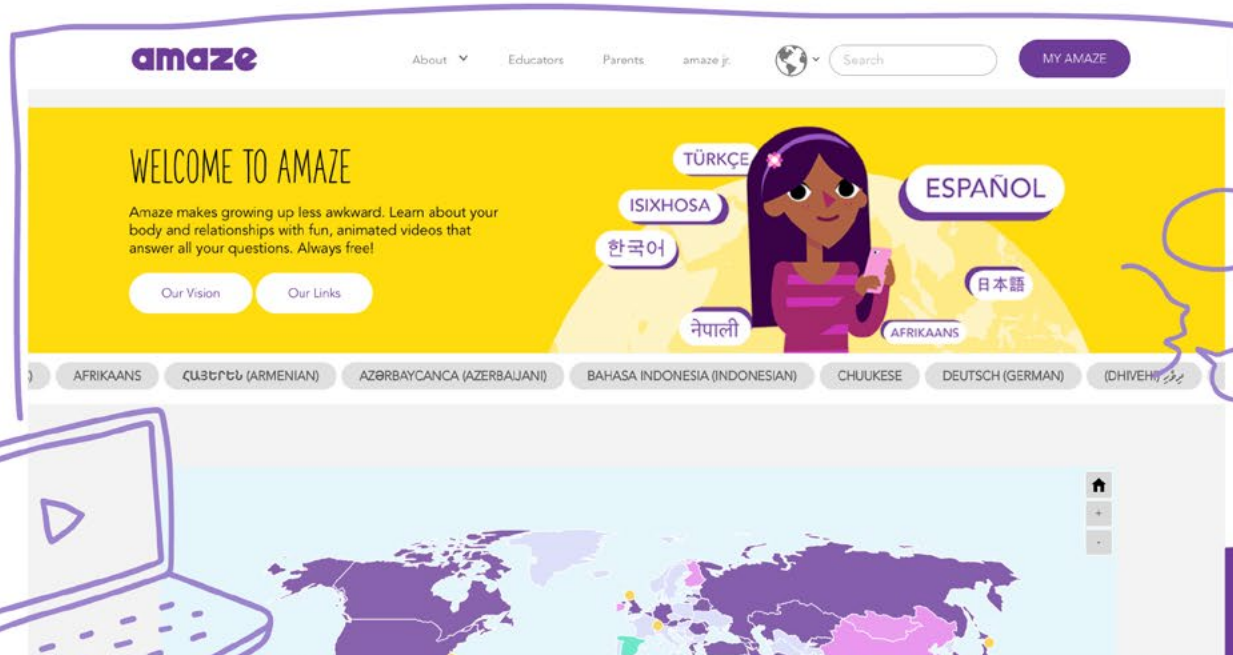 amaze
About
Educators
Parents
amaze jr.
Search
MY AMAZE
WELCOME TO AMAZE
Amaze makes growing up less awkward. Learn about your
body and relationships with fun, animated videos that
answer all your questions. Always free!
Our Vision
Our Links
TÜRKÇE
ISIXHOSA
한국어
नेपाली
ESPAÑOL
日本語
AFRIKAANS
)
AFRIKAANS
ՀԱՅԵՐԵՆ (ARMENIAN)
AZƏRBAYCANCA (AZERBAIJANI)
BAHASA INDONESIA (INDONESIAN)
CHUUKESE
DEUTSCH (GERMAN)
(DHIVEHI)
+
-